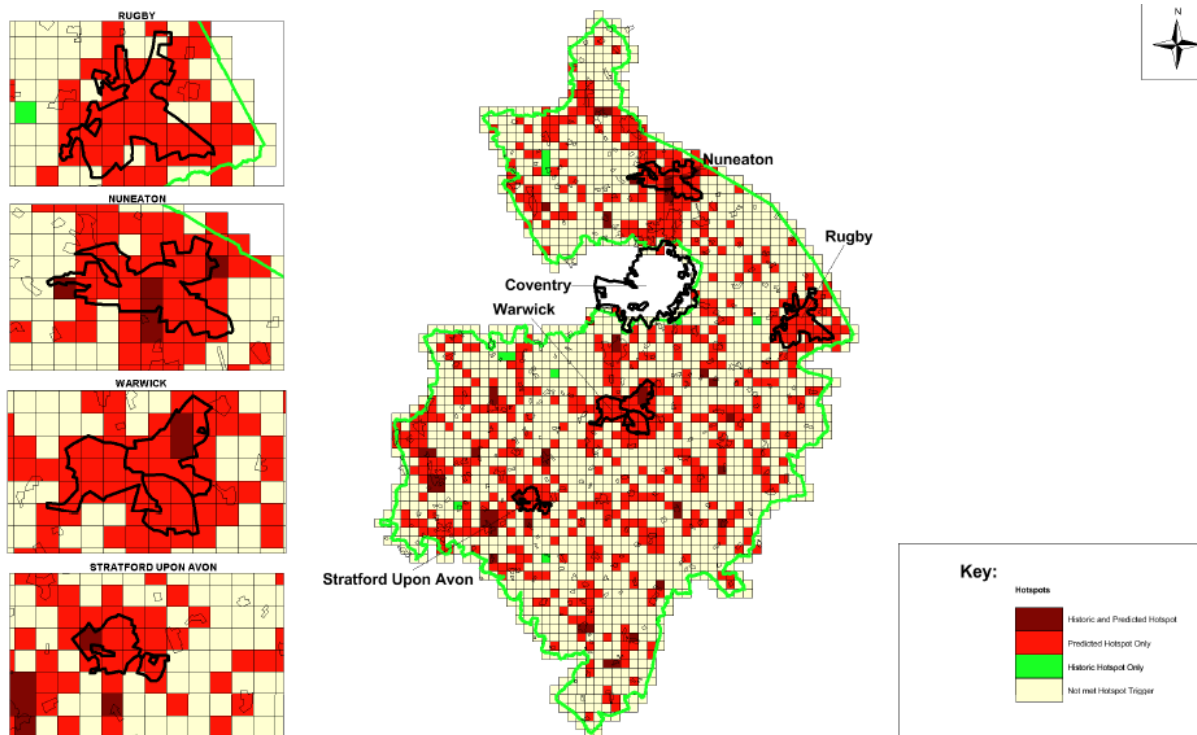 RUGBY
NUNEATON
WARWICK
STRATFORD UPON AVON
N
Nuneaton
Rugby
Coventry
Warwick
Stratford Upon Avon
Key:
Hotspots
Historic and Predicted Hotspot
Predicted Hotspot Only
Historic Hotspot Only
Not met Hotspot Trigger